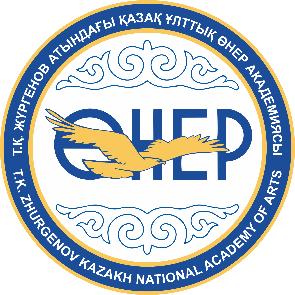 Т.Қ. ЖҮРГЕНОВ АТЫНДАҒЫ ҚАЗАҚ ҰЛТТЫҚ ӨНЕР АКАДЕМИЯСЫ
ӨНЕР
T.K. ZHURGENOV KAZAKH NATIONAL ACADEMY OF ARTS